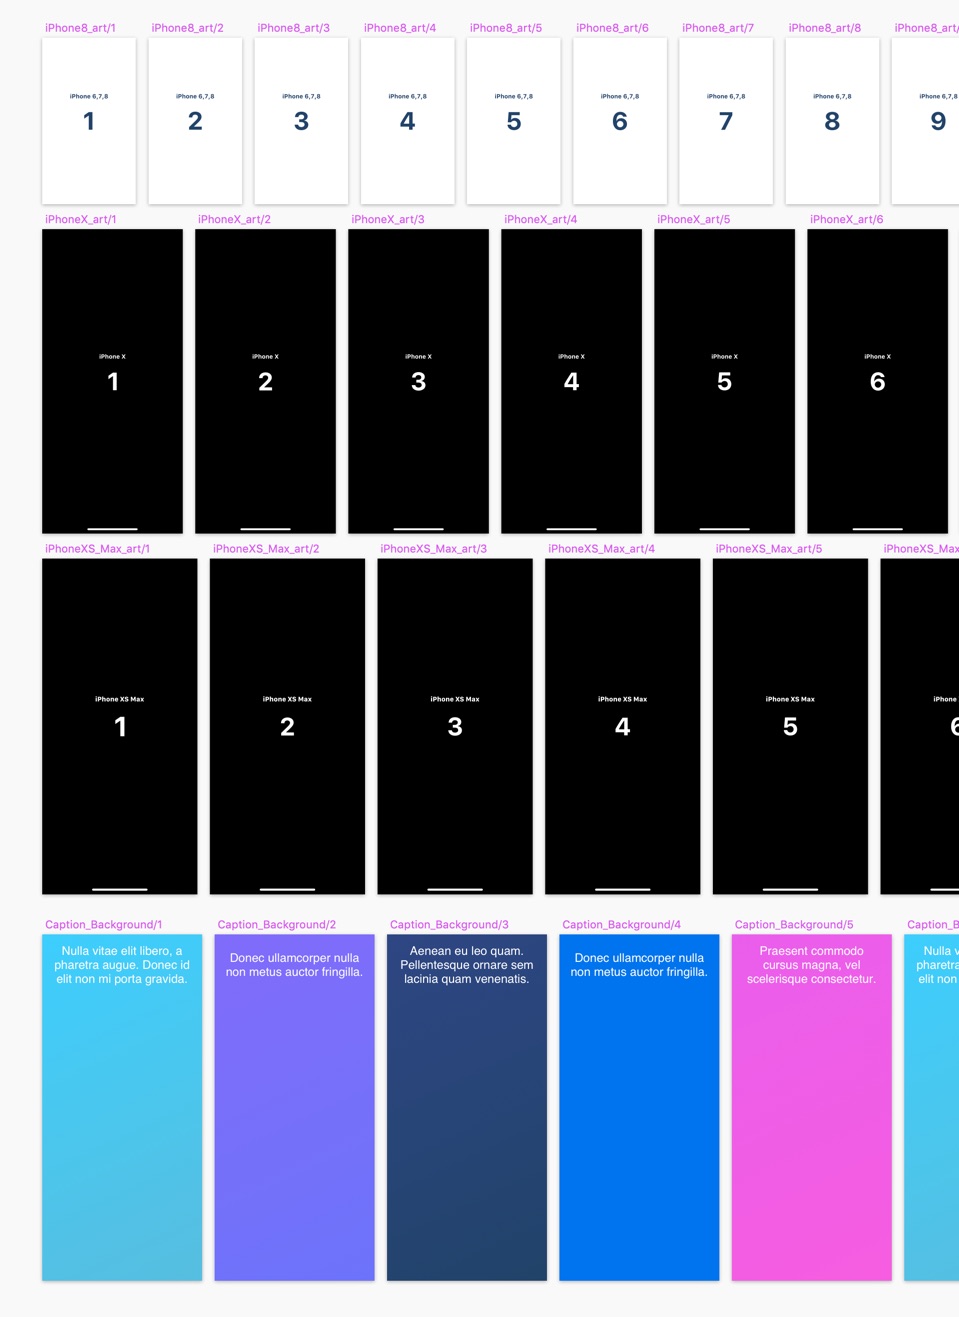 iPhone8_art/1 iPhone8_art/2 iPhone8_art/3 iPhone8_art/4 iPhone8_art/5 iPhone8_art/6 iPhone8_art/7 iPhone8_art/8 iPhone8_art/
iPhone 6,7,8 iPhone 6,7,8 iPhone 6,7,8 iPhone 6,7,8 iPhone 6,7,8 iPhone 6,7,8 iPhone 6,7,8 iPhone 6,7,8 iPhone 6,7,8
1 2 3 4 5 6 7 8 9
iPhoneX_art/1 iPhoneX_art/2 iPhoneX_art/3 iPhoneX_art/4 iPhoneX_art/5 iPhoneX_art/6
iPhone X iPhone X iPhone X iPhone X iPhone X iPhone X
1 2 3 4 5 6
iPhoneXS_Max_art/1 iPhoneXS_Max_art/2 iPhoneXS_Max_art/3 iPhoneXS_Max_art/4 iPhoneXS_Max_art/5 iPhoneXS_Max
iPhone XS Max iPhone XS Max iPhone XS Max iPhone XS Max iPhone XS Max iPhone
1 2 3 4 5 6
Caption_Background/1 Caption_Background/2 Caption_Background/3 Caption_Background/4 Caption_Background/5 Caption_B
Nulla vitae elit libero, a
pharetra augue. Donec id
elit non mi porta gravida.
Donec ullamcorper nulla
non metus auctor fringilla.
Aenean eu leo quam.
Pellentesque ornare sem
lacinia quam venenatis.
Donec ullamcorper nulla
non metus auctor fringilla.
Praesent commodo
cursus magna, vel
scelerisque consectetur.
Nulla v
pharetra
elit non